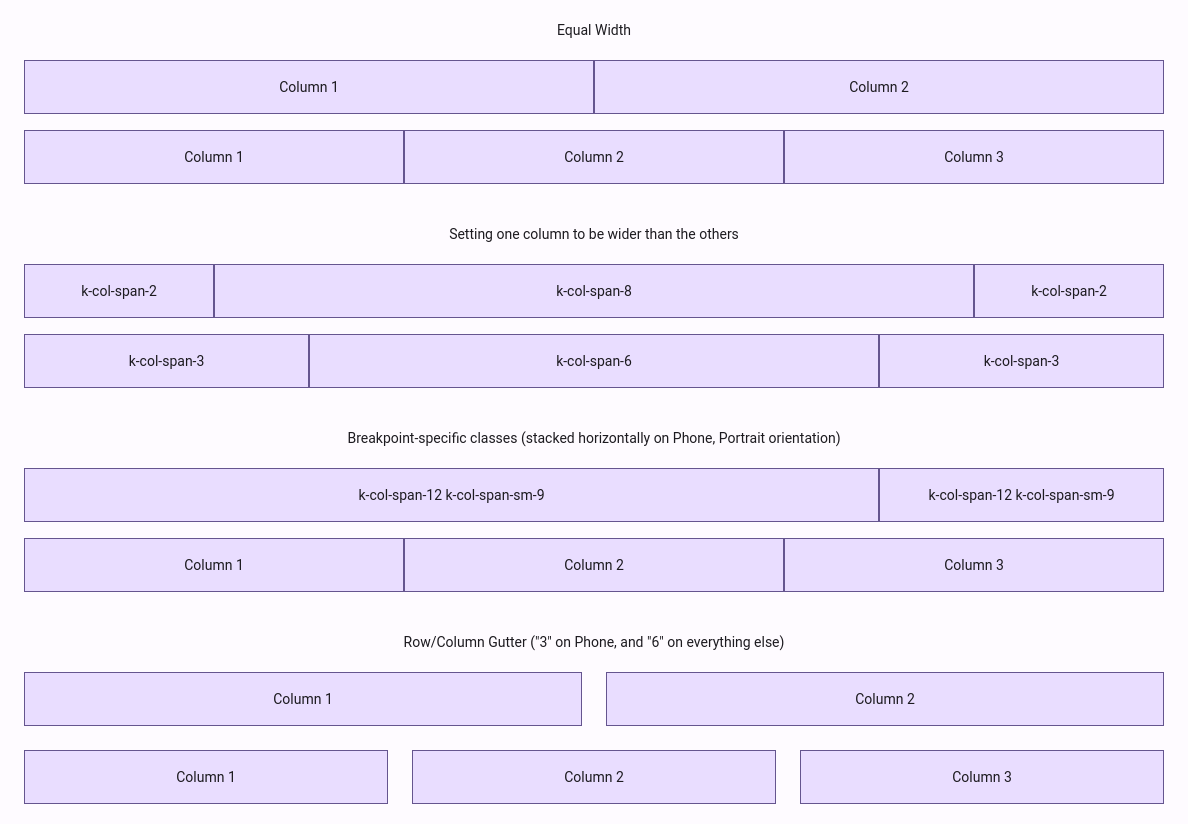 Equal Width
Column 1 Column 2
Column 1 Column 2 Column 3
Setting one column to be wider than the others
k-col-span-2 k-col-span-8 k-col-span-2
k-col-span-3 k-col-span-6 k-col-span-3
Breakpoint-specific classes (stacked horizontally on Phone, Portrait orientation)
k-col-span-12 k-col-span-sm-9 k-col-span-12 k-col-span-sm-9
Column 1 Column 2 Column 3
Row/Column Gutter ("3" on Phone, and "6" on everything else)
Column 1 Column 2
Column 1 Column 2 Column 3